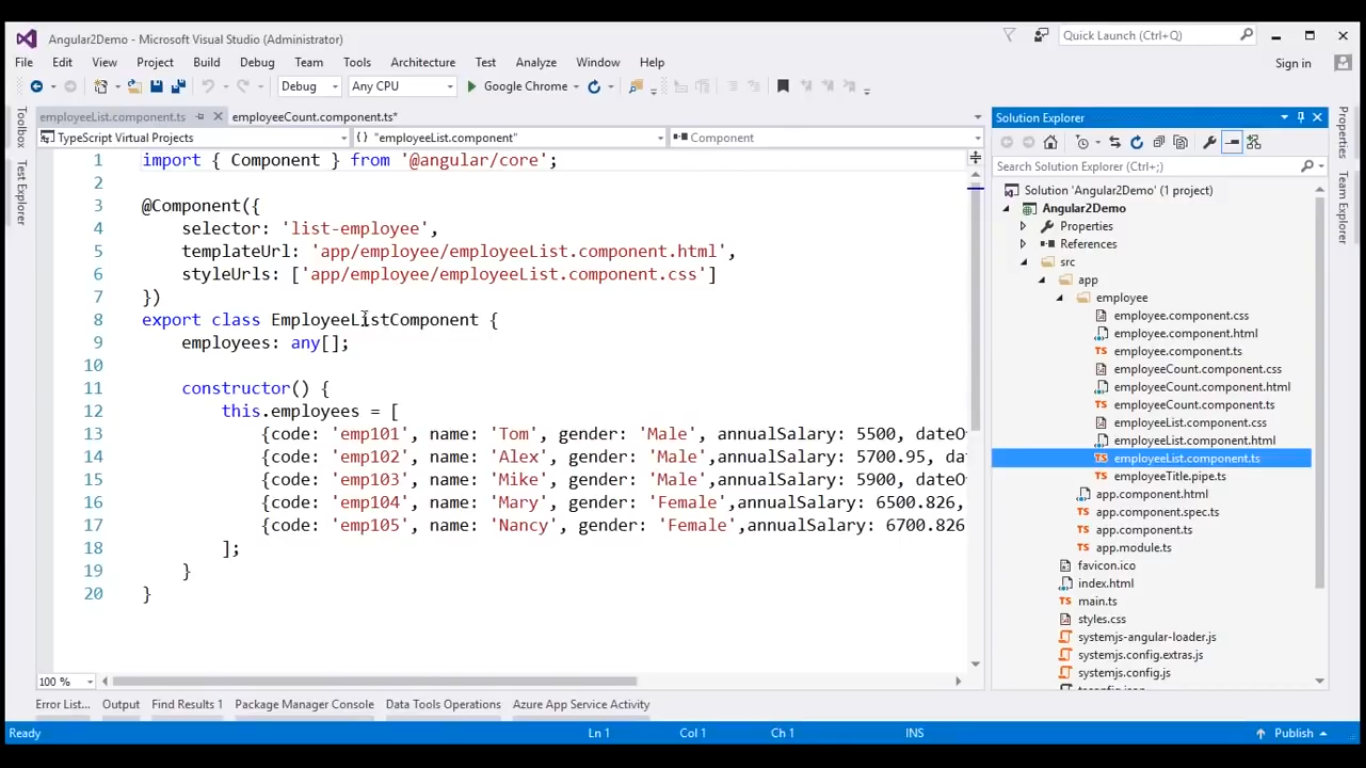 Angular2Demo - Microsoft Visual Studio (Administrator)
Quick Launch (Ctrl+Q)
File Edit View Project Build Debug Team Tools Architecture Test Analyze Window Help
Sign in
Debug Any CPU Google Chrome
Toolbox
Test Explorer
employeeList.component.ts employeeCount.component.ts*
TypeScript Virtual Projects {} "employeeList.component" Component
1 import { Component } from '@angular/core';
2
3 @Component({
4 selector: 'list-employee',
5 templateUrl: 'app/employee/employeeList.component.html',
6 styleUrls: ['app/employee/employeeList.component.css']
7 })
8 export class EmployeeListComponent {
9 employees: any[];
10
11 constructor() {
12 this.employees = [
13 {code: 'emp101', name: 'Tom', gender: 'Male', annualSalary: 5500, dateO
14 {code: 'emp102', name: 'Alex', gender: 'Male',annualSalary: 5700.95, da
15 {code: 'emp103', name: 'Mike', gender: 'Male',annualSalary: 5900, dateO
16 {code: 'emp104', name: 'Mary', gender: 'Female',annualSalary: 6500.826,
17 {code: 'emp105', name: 'Nancy', gender: 'Female',annualSalary: 6700.826
18 ];
19 }
20 }
100 %
Solution Explorer
Search Solution Explorer (Ctrl+;)
Solution 'Angular2Demo' (1 project)
Angular2Demo
Properties
References
src
app
employee
employee.component.css
employee.component.html
TS employee.component.ts
employeeCount.component.css
employeeCount.component.html
TS employeeCount.component.ts
employeeList.component.css
employeeList.component.html
TS employeeList.component.ts
TS employeeTitle.pipe.ts
app.component.html
TS app.component.spec.ts
TS app.component.ts
TS app.module.ts
favicon.ico
index.html
TS main.ts
styles.css
systemjs-angular-loader.js
systemjs.config.extras.js
systemjs.config.js
Properties
Team Explorer
Error List... Output Find Results 1 Package Manager Console Data Tools Operations Azure App Service Activity
Ready Ln 1 Col 1 Ch 1 INS Publish